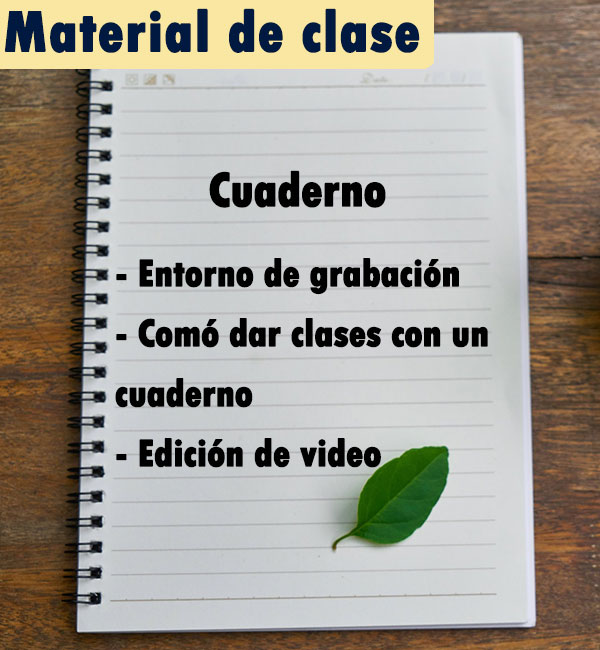 Material de clase
Cuaderno
- Entorno de grabación
- Comó dar clases con un
cuaderno
- Edición de video